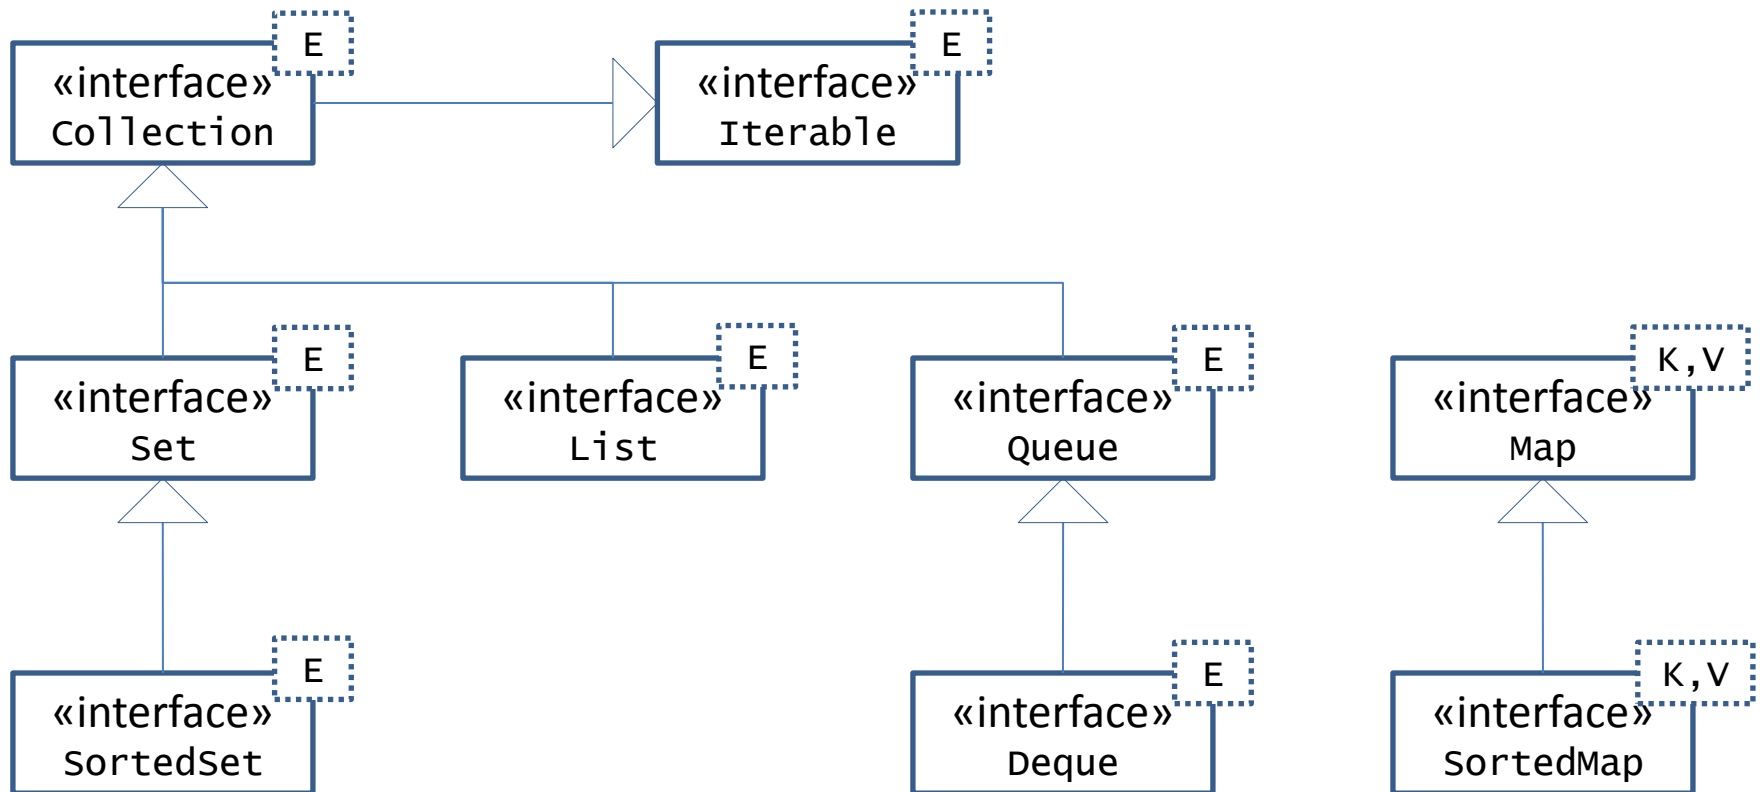 E
«interface»
Collection
E
«interface»
Iterable
E
«interface»
Set
E
«interface»
List
E
«interface»
Queue
K,V
«interface»
Map
E
«interface»
SortedSet
E
«interface»
Deque
K,V
«interface»
SortedMap